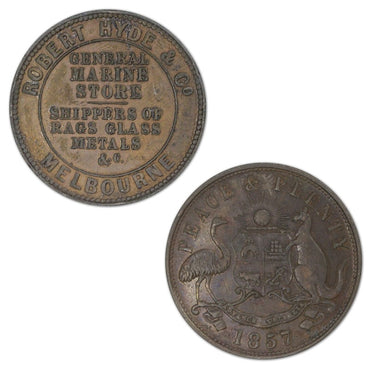 ROBERT HYDE & CO
GENERAL
MARINE
STORE
SHIPPERS OF
RAGS GLASS
METALS
&C.
MELBOURNE
PEACE & PLENTY
1857